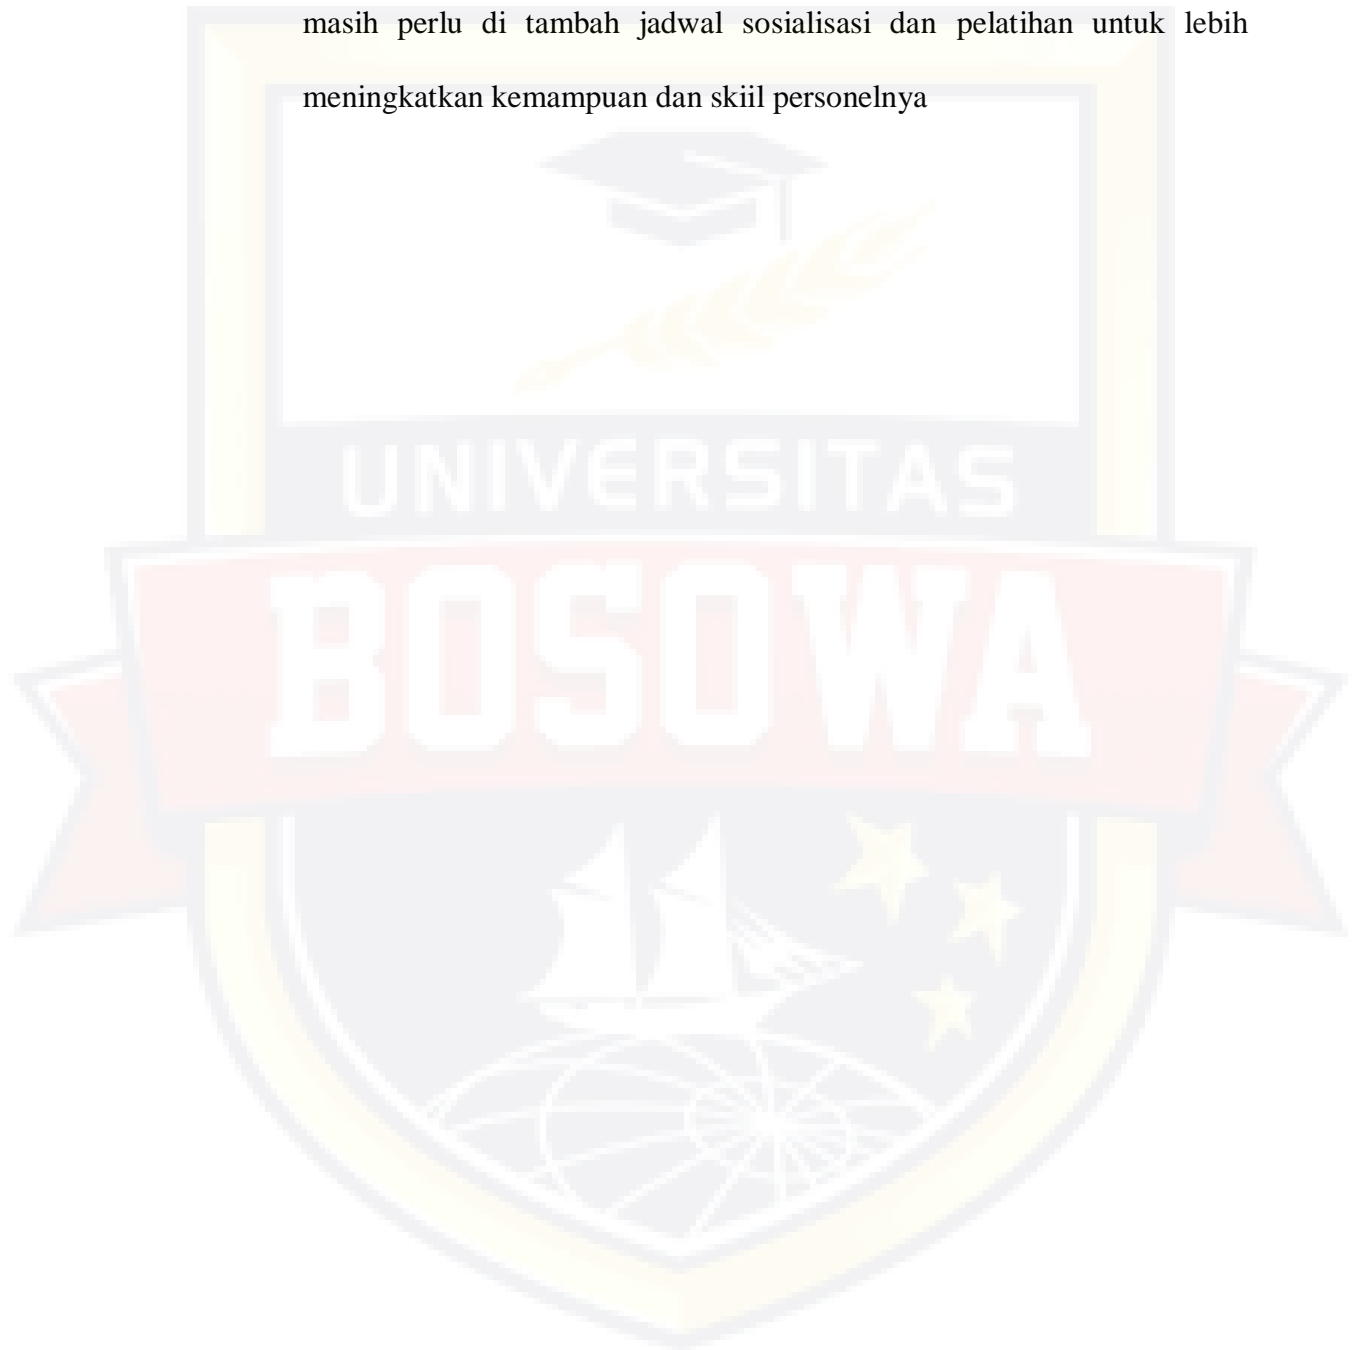 masih perlu di tambah jadwal sosialisasi dan pelatihan untuk lebih
meningkatkan kemampuan dan skiil personelnya
UNIVERSITAS
BOSOWA